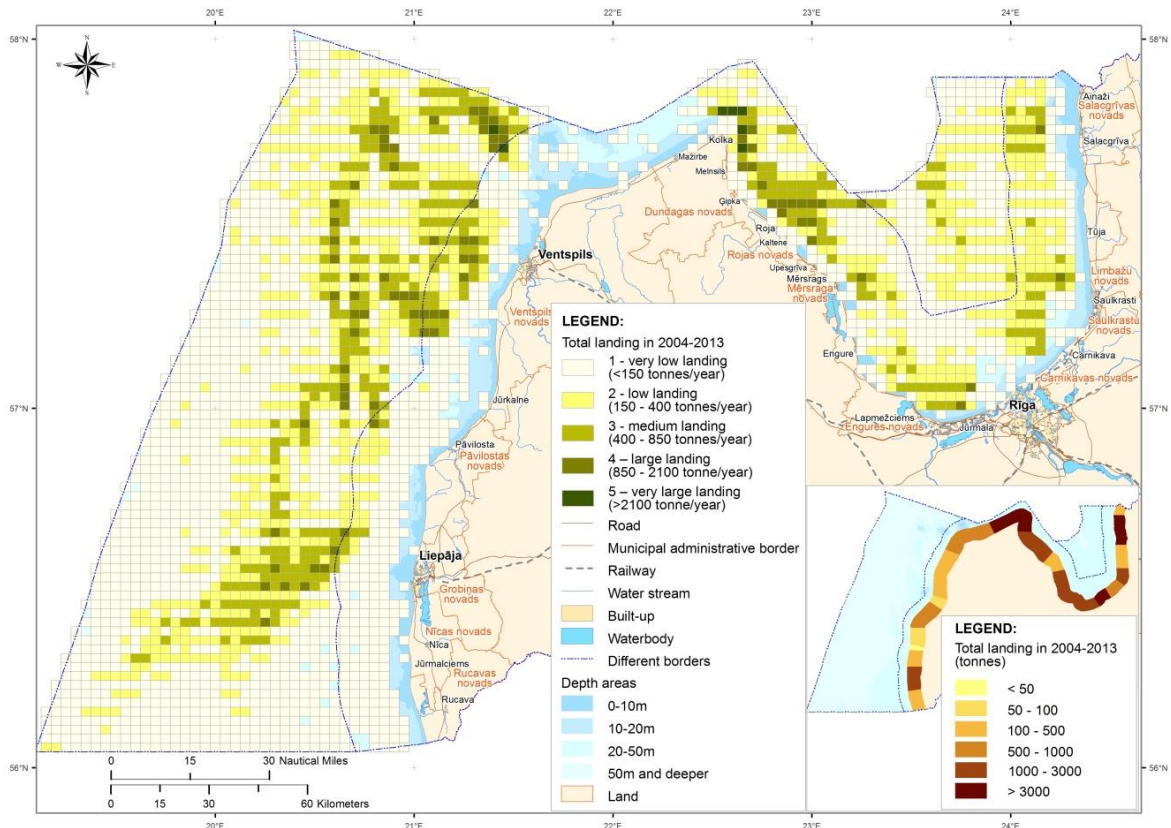 20°E
21°E
22°E
23°E
24°E
58°N
58°N
N
W
E
S
Ainaži
Salacgrīvas
novads
Salacgrīva
Kolka
Mazirbe
Melnsils
Ģipka
Dundagas novads
Roja
Kaltene
Rojas novads
Tūja
Ventspils
Upesgrīva
Mērsrags
Mērsraga
novads
Limbažu
novads
Saulkrasti
Saulkrastu
novads
Ventspils
novads
Engure
Carnikava
Carnikavas novads
57°N
57°N
Jūrkalne
Rīga
Lapmežciems
Engures novads
Jūrmala
Pāvilosta
Pāvilostas
novads
Liepāja
Grobiņas
novads
Nīcas novads
Nīca
Jūrmalciems
Rucavas
novads
Rucava
LEGEND:
Total landing in 2004-2013
1 - very low landing
(<150 tonnes/year)
2 - low landing
(150 - 400 tonnes/year)
3 - medium landing
(400 - 850 tonnes/year)
4 – large landing
(850 - 2100 tonne/year)
5 – very large landing
(>2100 tonne/year)
Road
Municipal administrative border
Railway
Water stream
Built-up
Waterbody
Different borders
Depth areas
0-10m
10-20m
20-50m
50m and deeper
Land
LEGEND:
Total landing in 2004-2013
(tonnes)
< 50
50 - 100
100 - 500
500 - 1000
1000 - 3000
> 3000
56°N
56°N
0 15 30 Nautical Miles
0 15 30 60 Kilometers
20°E
21°E
22°E
23°E
24°E